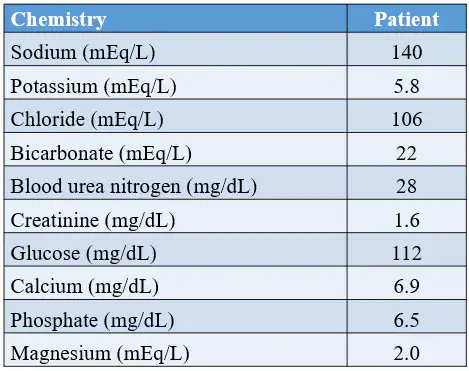 Chemistry Patient
Sodium (mEq/L) 140
Potassium (mEq/L) 5.8
Chloride (mEq/L) 106
Bicarbonate (mEq/L) 22
Blood urea nitrogen (mg/dL) 28
Creatinine (mg/dL) 1.6
Glucose (mg/dL) 112
Calcium (mg/dL) 6.9
Phosphate (mg/dL) 6.5
Magnesium (mEq/L) 2.0